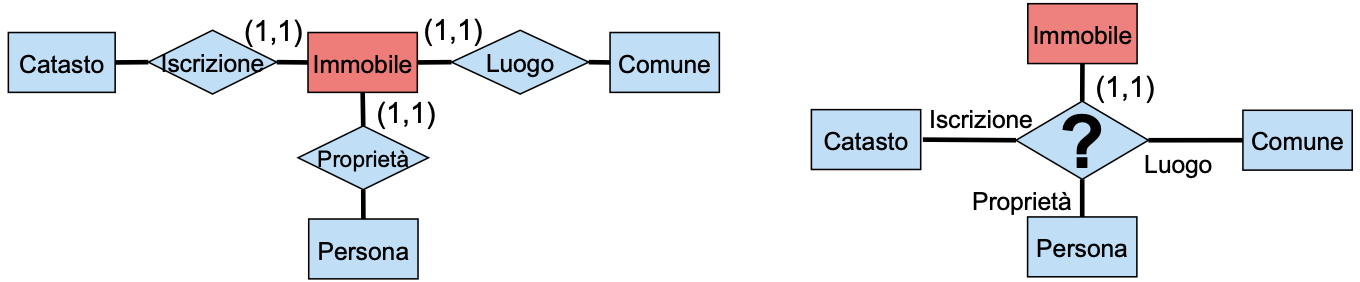 (1,1)
(1,1)
Catasto
Iscrizione
Immobile
Luogo
Comune
(1,1)
Proprietà
Persona
Immobile
(1,1)
Iscrizione
Catasto
?
Comune
Luogo
Proprietà
Persona